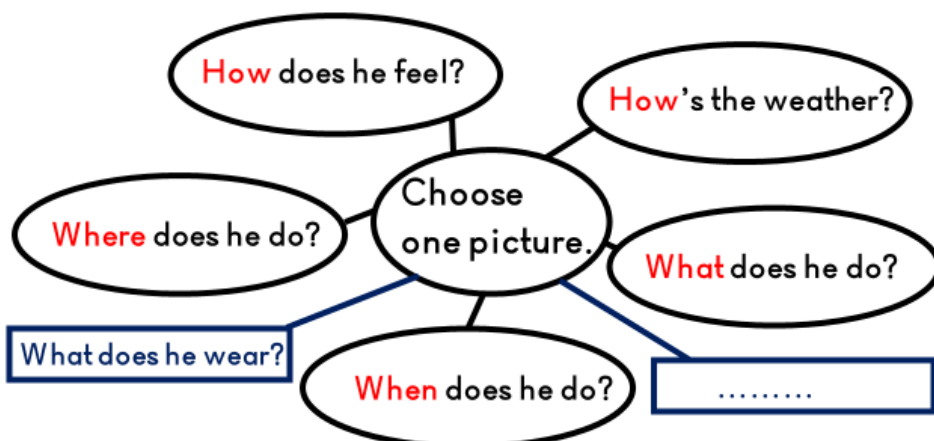 How does he feel?
How's the weather?
Choose
one picture.
Where does he do?
What does he do?
What does he wear?
When does he do?
.........